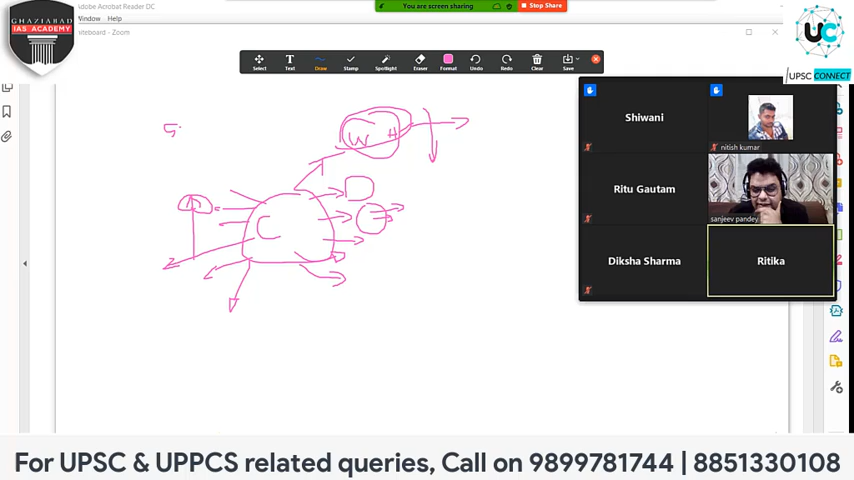 GHAZIABAD
IAS ACADEMY
Adobe Acrobat Reader DC
Window Help
Whiteboard - Zoom
You are screen sharing
Stop Share
UC
UPSC CONNECT
Select
Text
Draw
Stamp
Spotlight
Eraser
Format
Undo
Redo
Clear
Save
Shiwani
nitish kumar
Ritu Gautam
sanjeev pandey
Diksha Sharma
Ritika
W H
C
For UPSC & UPPCS related queries, Call on 9899781744 | 8851330108